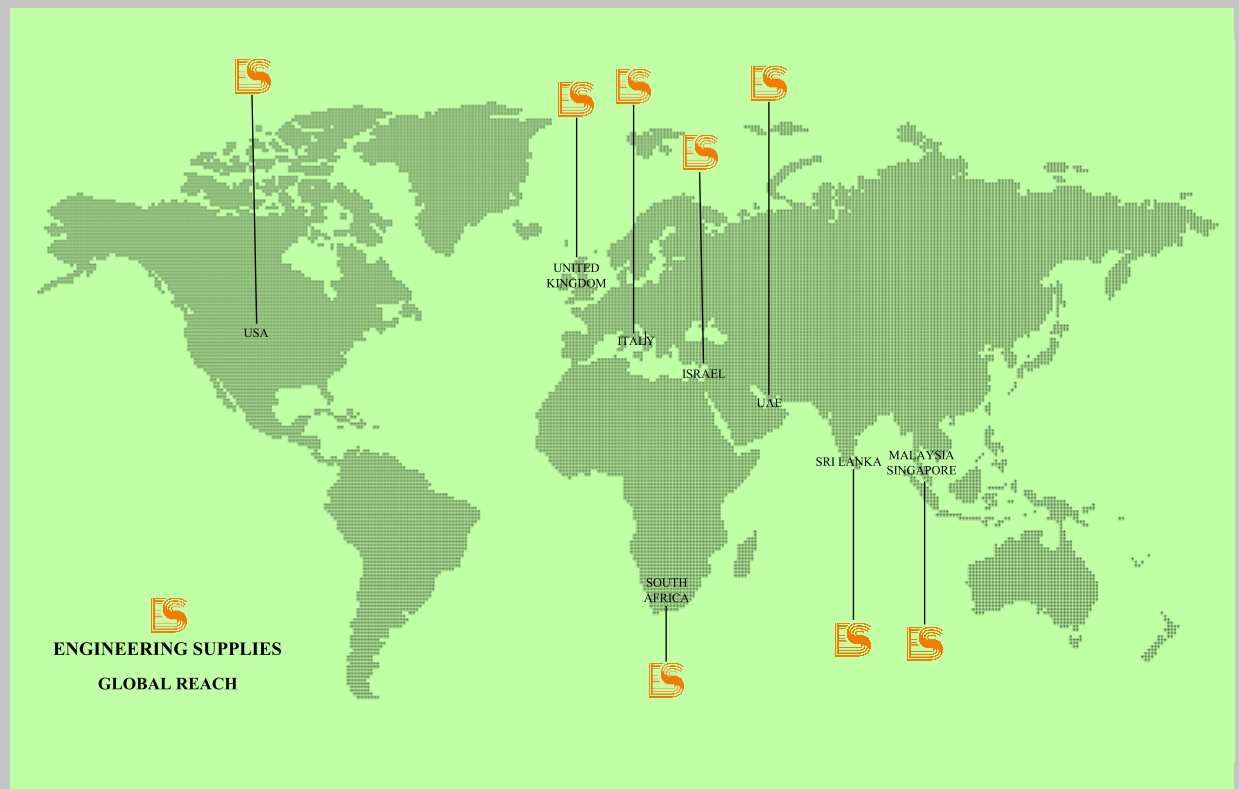 UNITED
KINGDOM
USA
ITALY
ISRAEL
UAE
SRI LANKA
MALAYSIA
SINGAPORE
SOUTH
AFRICA
ENGINEERING SUPPLIES
GLOBAL REACH